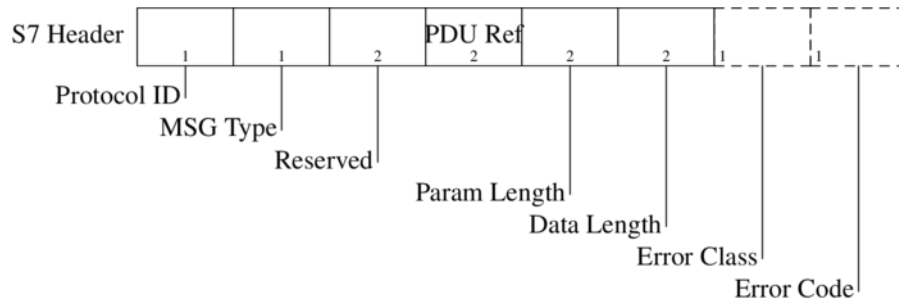 S7 Header
PDU Ref
1 1 2 2 2 2 1 1
Protocol ID
MSG Type
Reserved
Param Length
Data Length
Error Class
Error Code